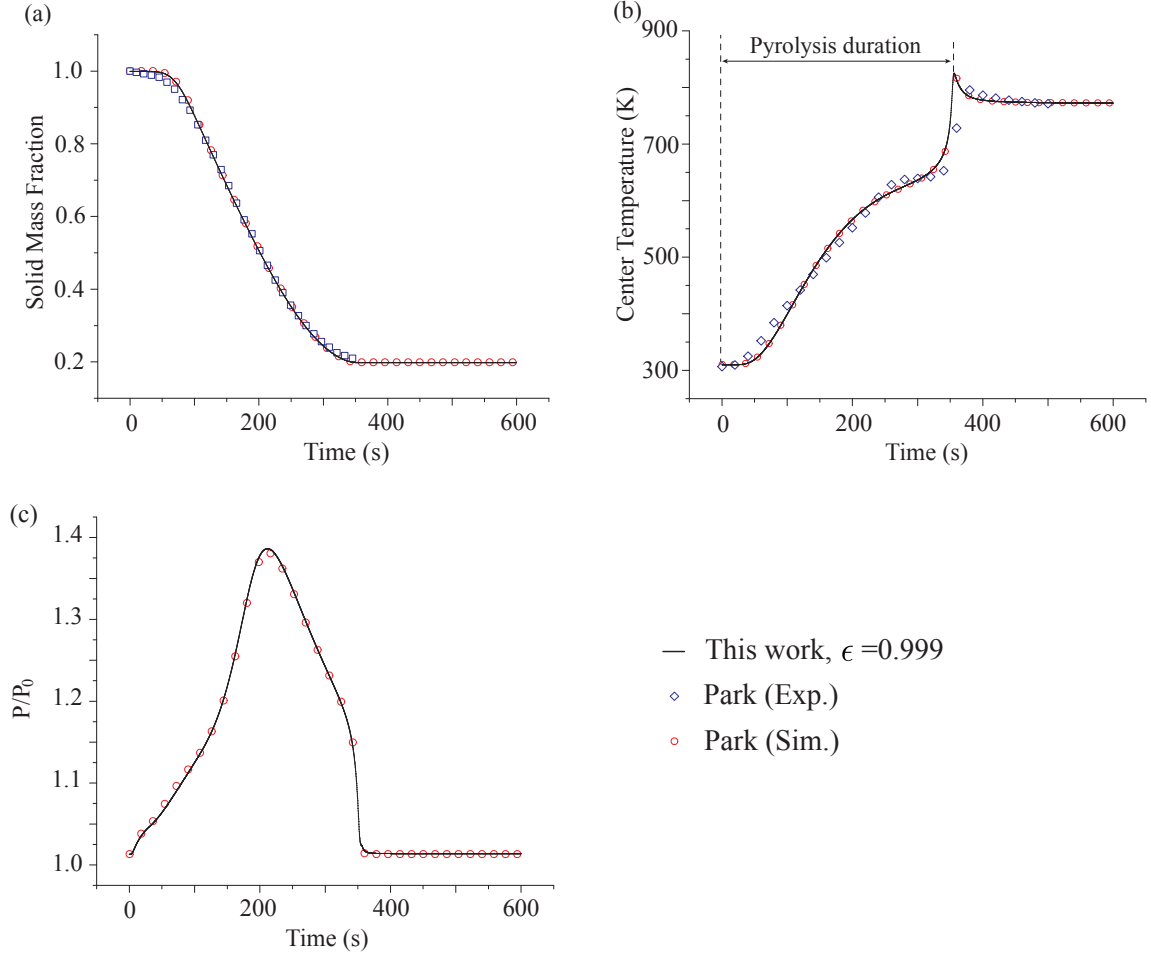 (a)
1.0
0.8
0.6
0.4
0.2
Solid Mass Fraction
0 200 400 600
Time (s)
(b)
900
700
500
300
Center Temperature (K)
Pyrolysis duration
0 200 400 600
Time (s)
(c)
1.4
1.3
1.2
1.1
1.0
P/P₀
0 200 400 600
Time (s)
This work, ϵ =0.999
Park (Exp.)
Park (Sim.)